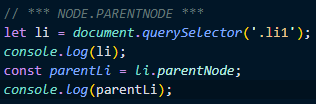 // *** NODE.PARENTNODE ***
let li = document.querySelector('.li1');
console.log(li);
const parentLi = li.parentNode;
console.log(parentLi);